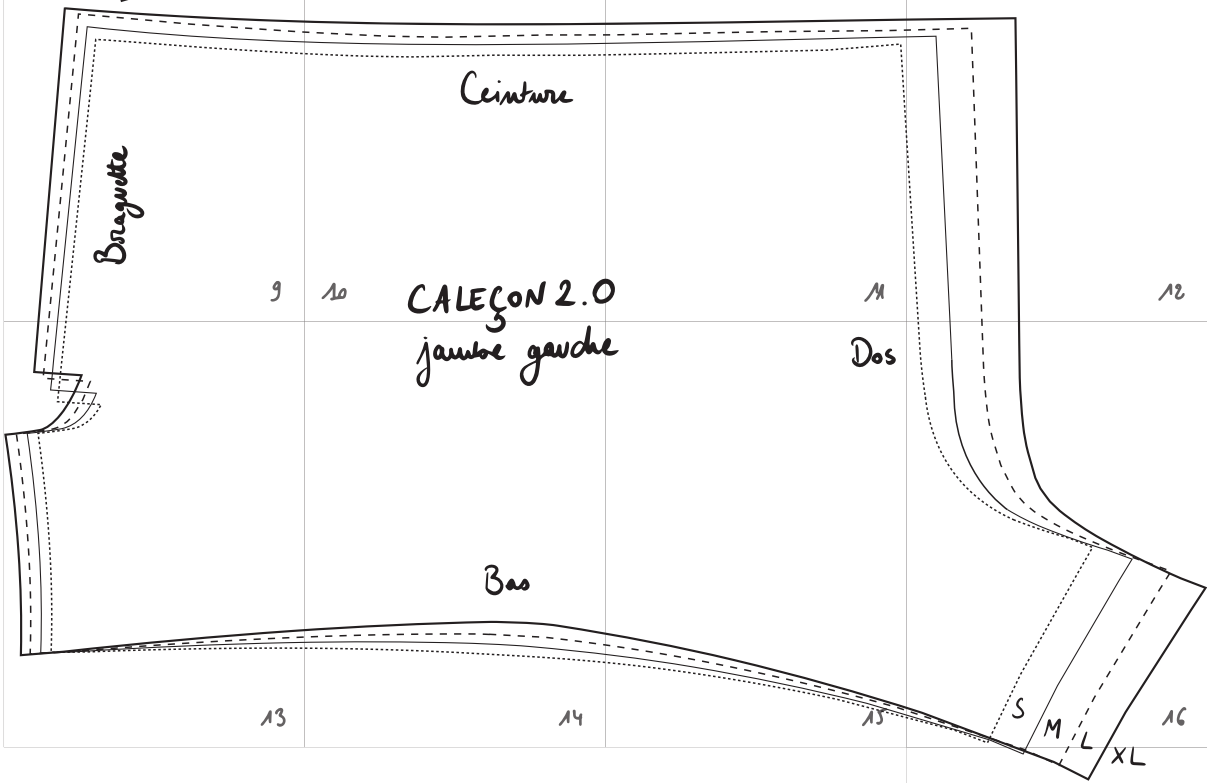 Ceinture
Braguette
9 10 11 12
CALEÇON 2.0
jambe gauche
Dos
Bas
13 14 15 16
S M L XL